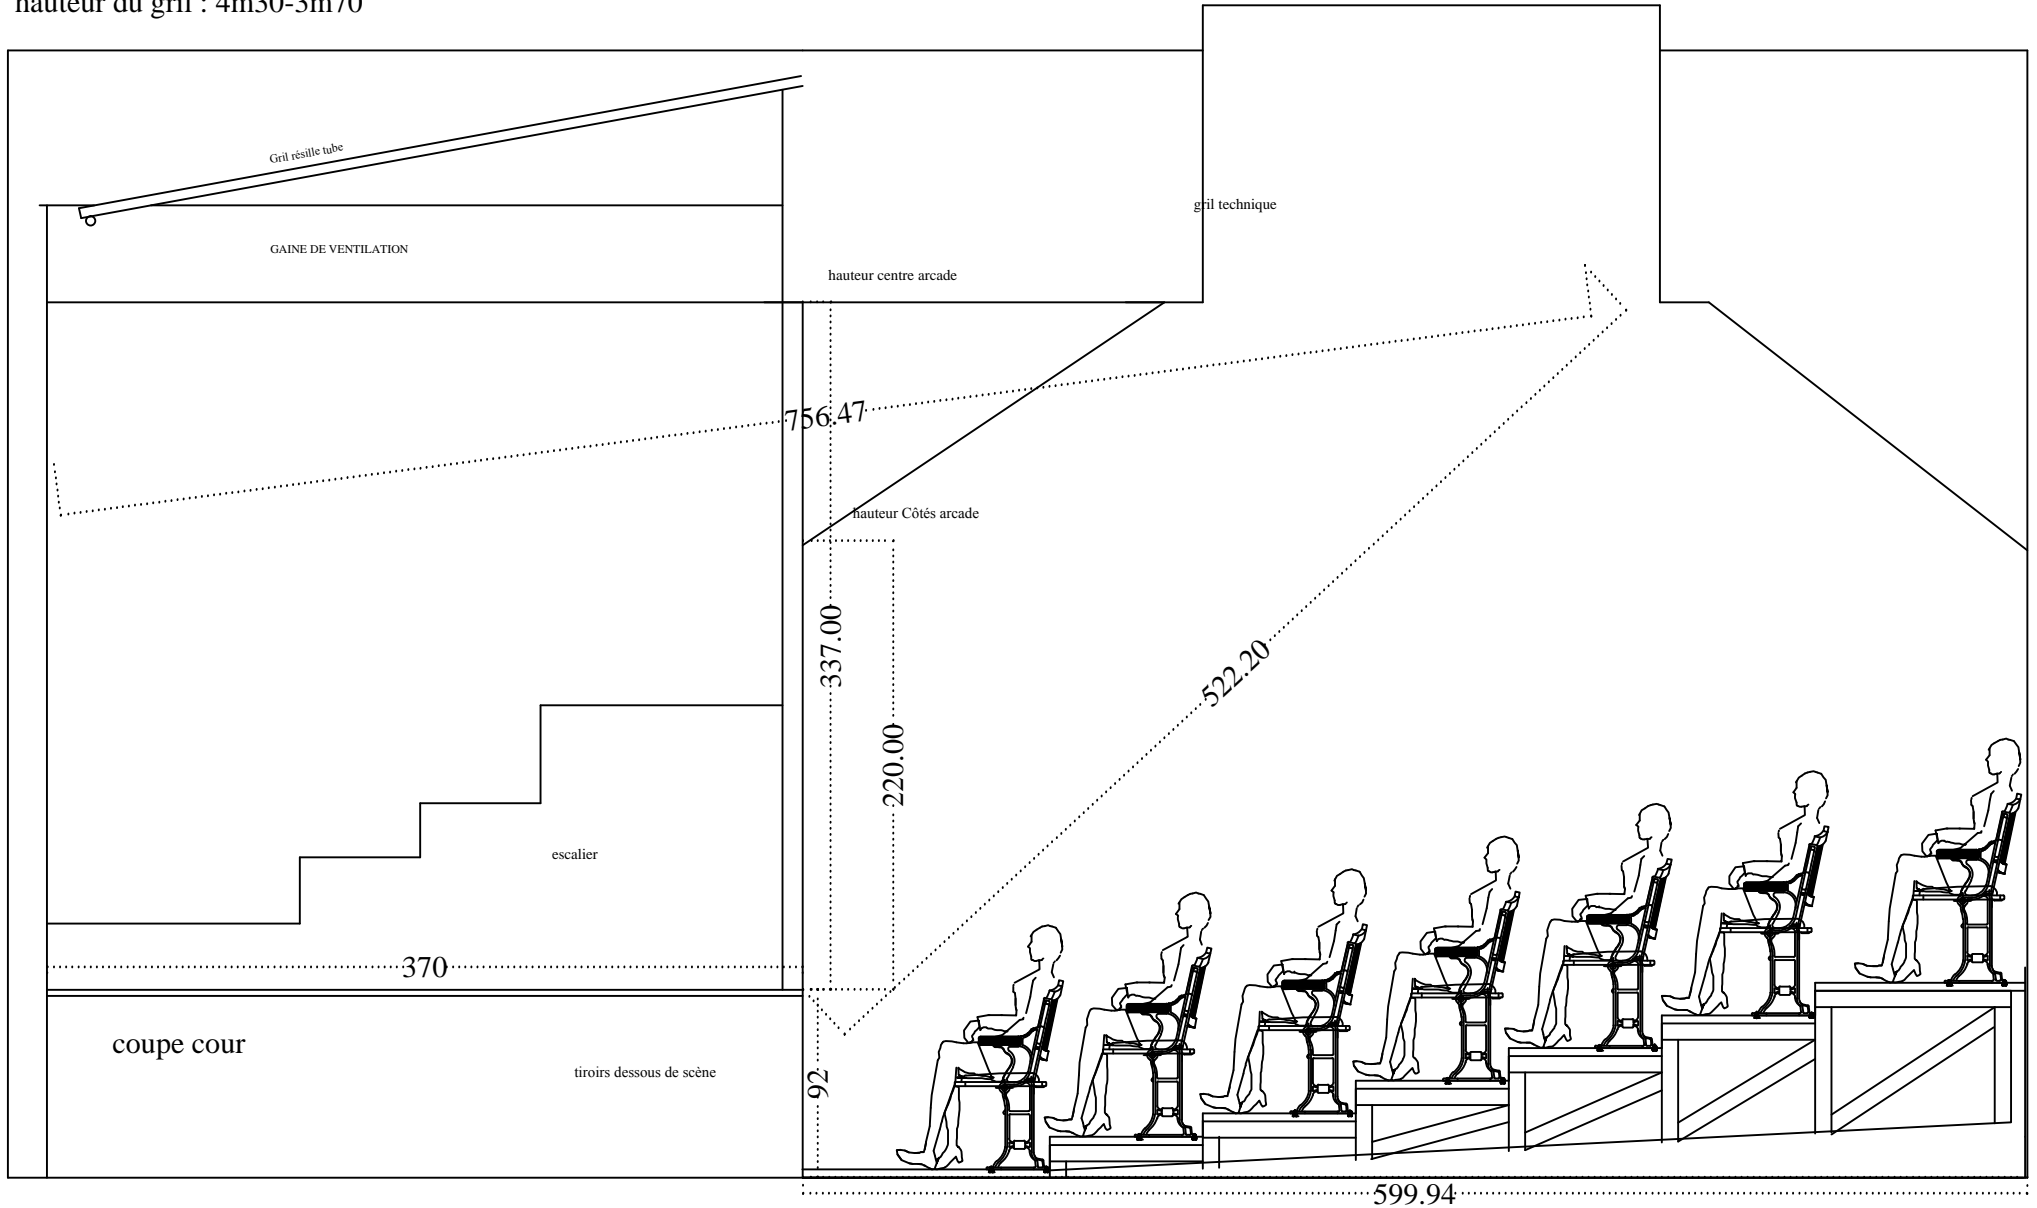 hauteur du gril : 4m30-3m70
Gril résille tube
gril technique
GAINE DE VENTILATION
hauteur centre arcade
756.47
hauteur Côtés arcade
337.00
522.20
220.00
escalier
370
coupe cour
tiroirs dessous de scène
92
599.94